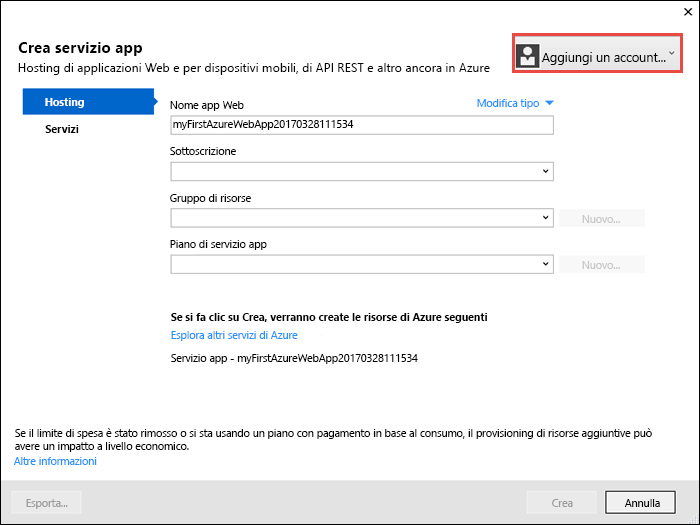 Crea servizio app
Aggiungi un account...
Hosting di applicazioni Web e per dispositivi mobili, di API REST e altro ancora in Azure
Hosting
Servizi
Nome app Web
Modifica tipo
myFirstAzureWebApp20170328111534
Sottoscrizione
Gruppo di risorse
Nuovo...
Piano di servizio app
Nuovo...
Se si fa clic su Crea, verranno create le risorse di Azure seguenti
Esplora altri servizi di Azure
Servizio app - myFirstAzureWebApp20170328111534
Se il limite di spesa è stato rimosso o si sta usando un piano con pagamento in base al consumo, il provisioning di risorse aggiuntive può
avere un impatto a livello economico.
Altre informazioni
Esporta...
Crea
Annulla